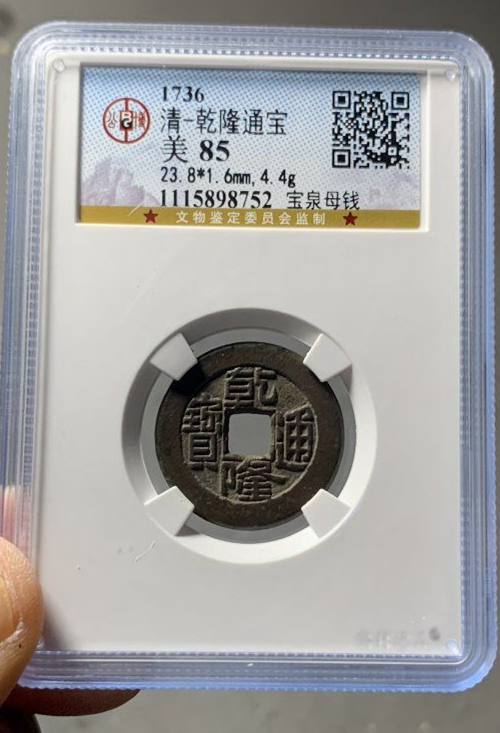 1736
清-乾隆通宝
美 85
23.8*1.6mm,4.4g
1115898752 宝泉母钱
文物鉴定委员会监制
乾隆通寶